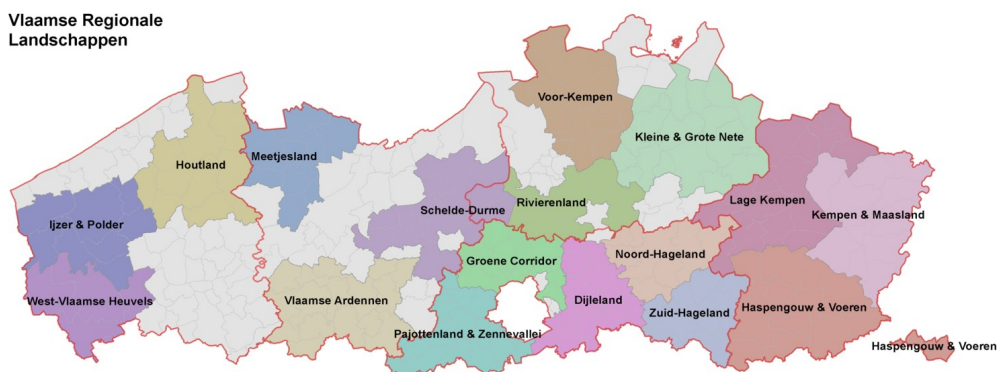 Vlaamse Regionale
Landschappen
Voor-Kempen
Kleine & Grote Nete
Houtland
Meetjesland
Lage Kempen
Rivierenland
Schelde-Durme
Kempen & Maasland
Ijzer & Polder
Noord-Hageland
Groene Corridor
West-Vlaamse Heuvels
Vlaamse Ardennen
Dijleland
Zuid-Hageland
Haspengouw & Voeren
Pajottenland & Zennevallei
Haspengouw & Voeren